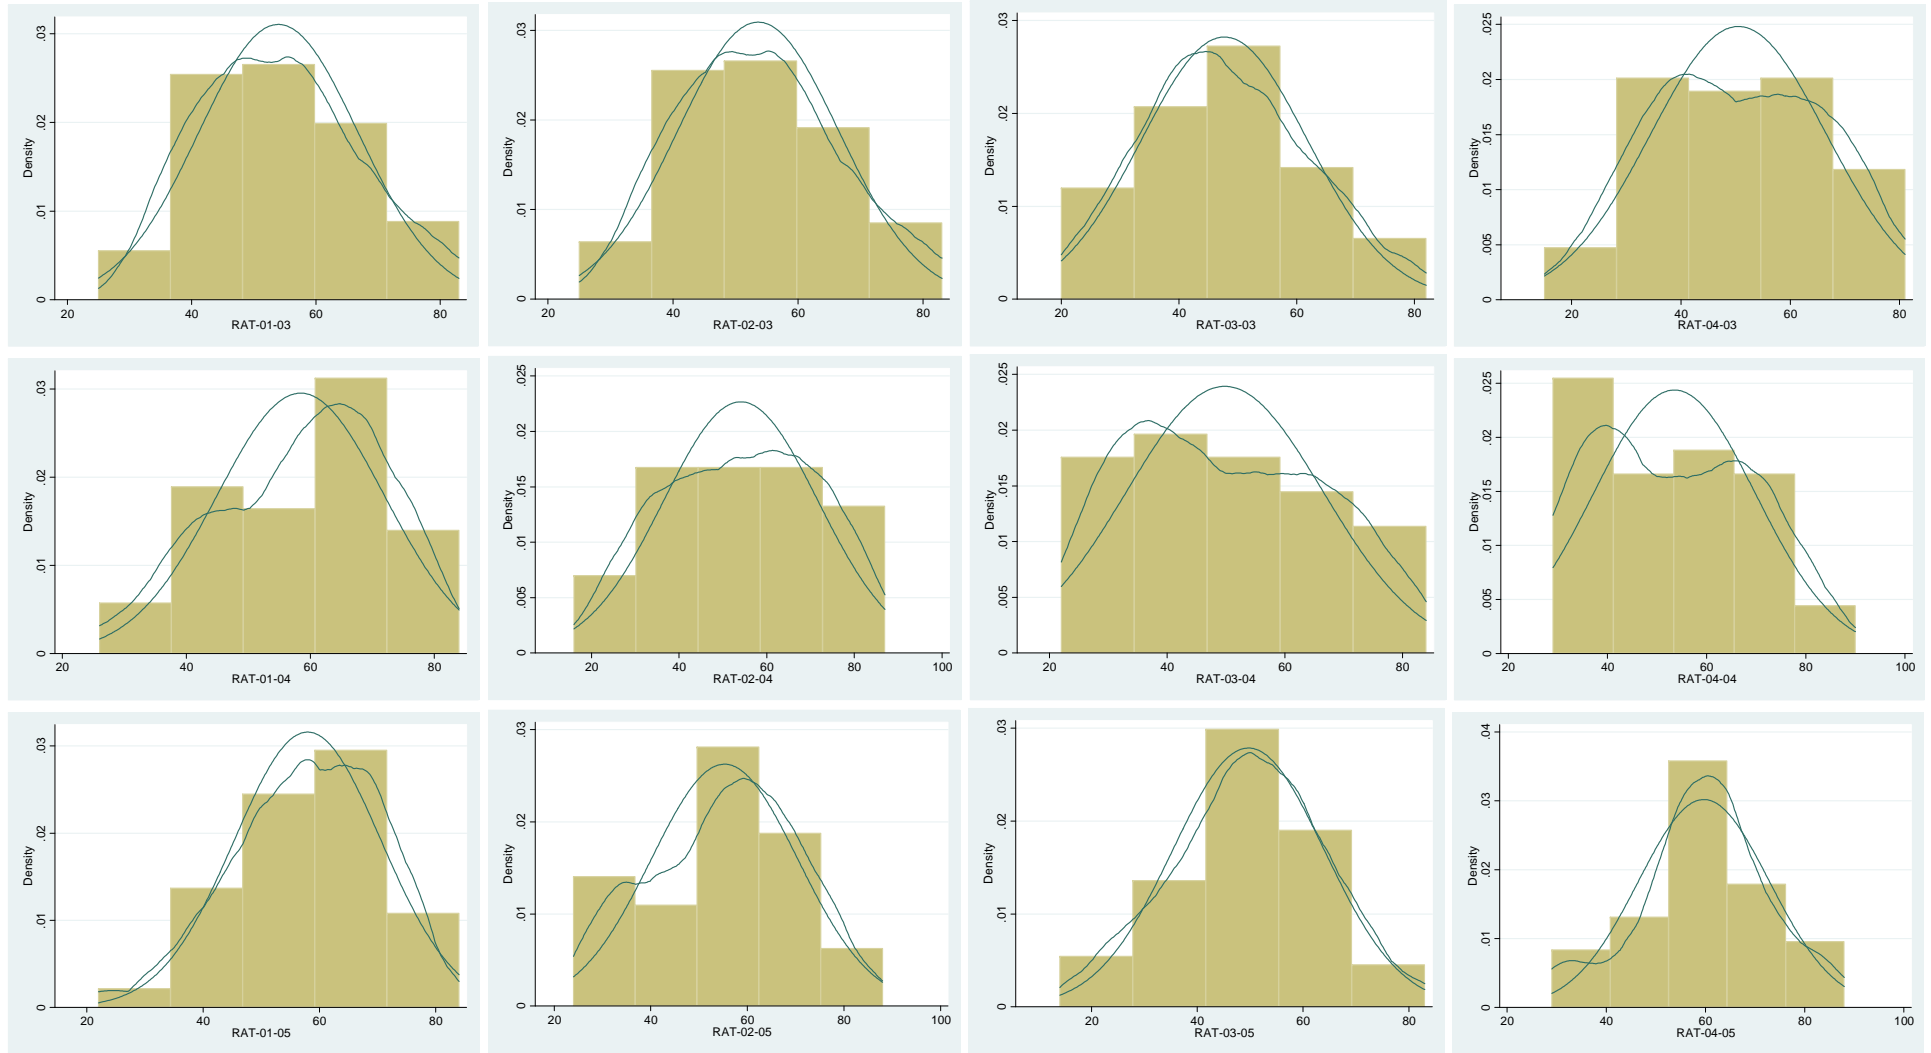 Density
0 .01 .02 .03
20 40 60 80
RAT-01-03
Density
0 .01 .02 .03
20 40 60 80
RAT-02-03
Density
0 .01 .02 .03
20 40 60 80
RAT-03-03
Density
0 .005 .01 .015 .02 .025
20 40 60 80
RAT-04-03
Density
0 .01 .02 .03
20 40 60 80
RAT-01-04
Density
0 .005 .01 .015 .02 .025
20 40 60 80 100
RAT-02-04
Density
0 .005 .01 .015 .02 .025
20 40 60 80
RAT-03-04
Density
0 .005 .01 .015 .02 .025
20 40 60 80 100
RAT-04-04
Density
0 .01 .02 .03
20 40 60 80
RAT-01-05
Density
0 .01 .02 .03
20 40 60 80 100
RAT-02-05
Density
0 .01 .02 .03
20 40 60 80
RAT-03-05
Density
0 .01 .02 .03 .04
20 40 60 80 100
RAT-04-05